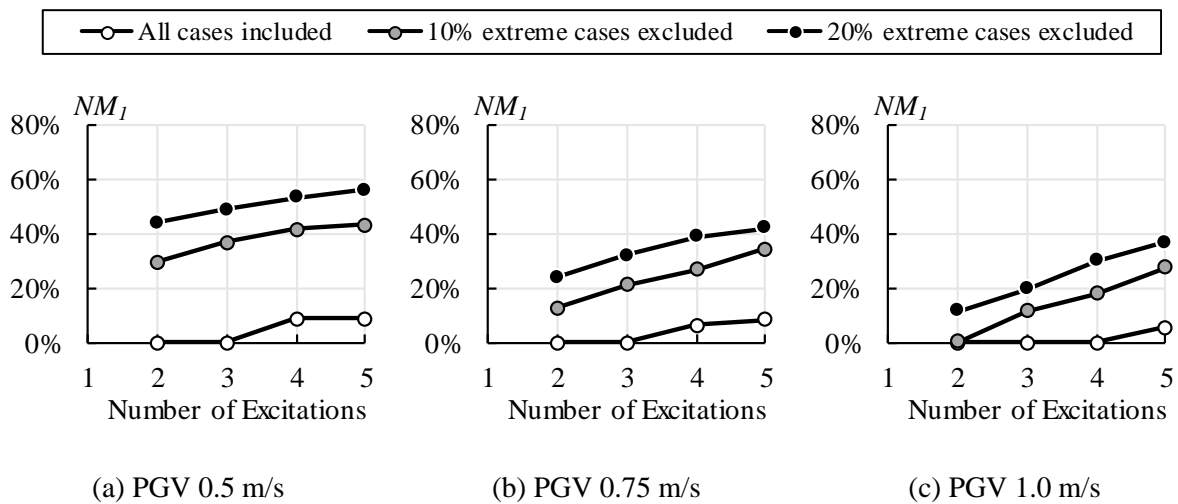 All cases included 10% extreme cases excluded 20% extreme cases excluded
NM1 NM1 NM1
80% 80% 80%
60% 60% 60%
40% 40% 40%
20% 20% 20%
0% 0% 0%
1 2 3 4 5 1 2 3 4 5 1 2 3 4 5
Number of Excitations Number of Excitations Number of Excitations
(a) PGV 0.5 m/s (b) PGV 0.75 m/s (c) PGV 1.0 m/s